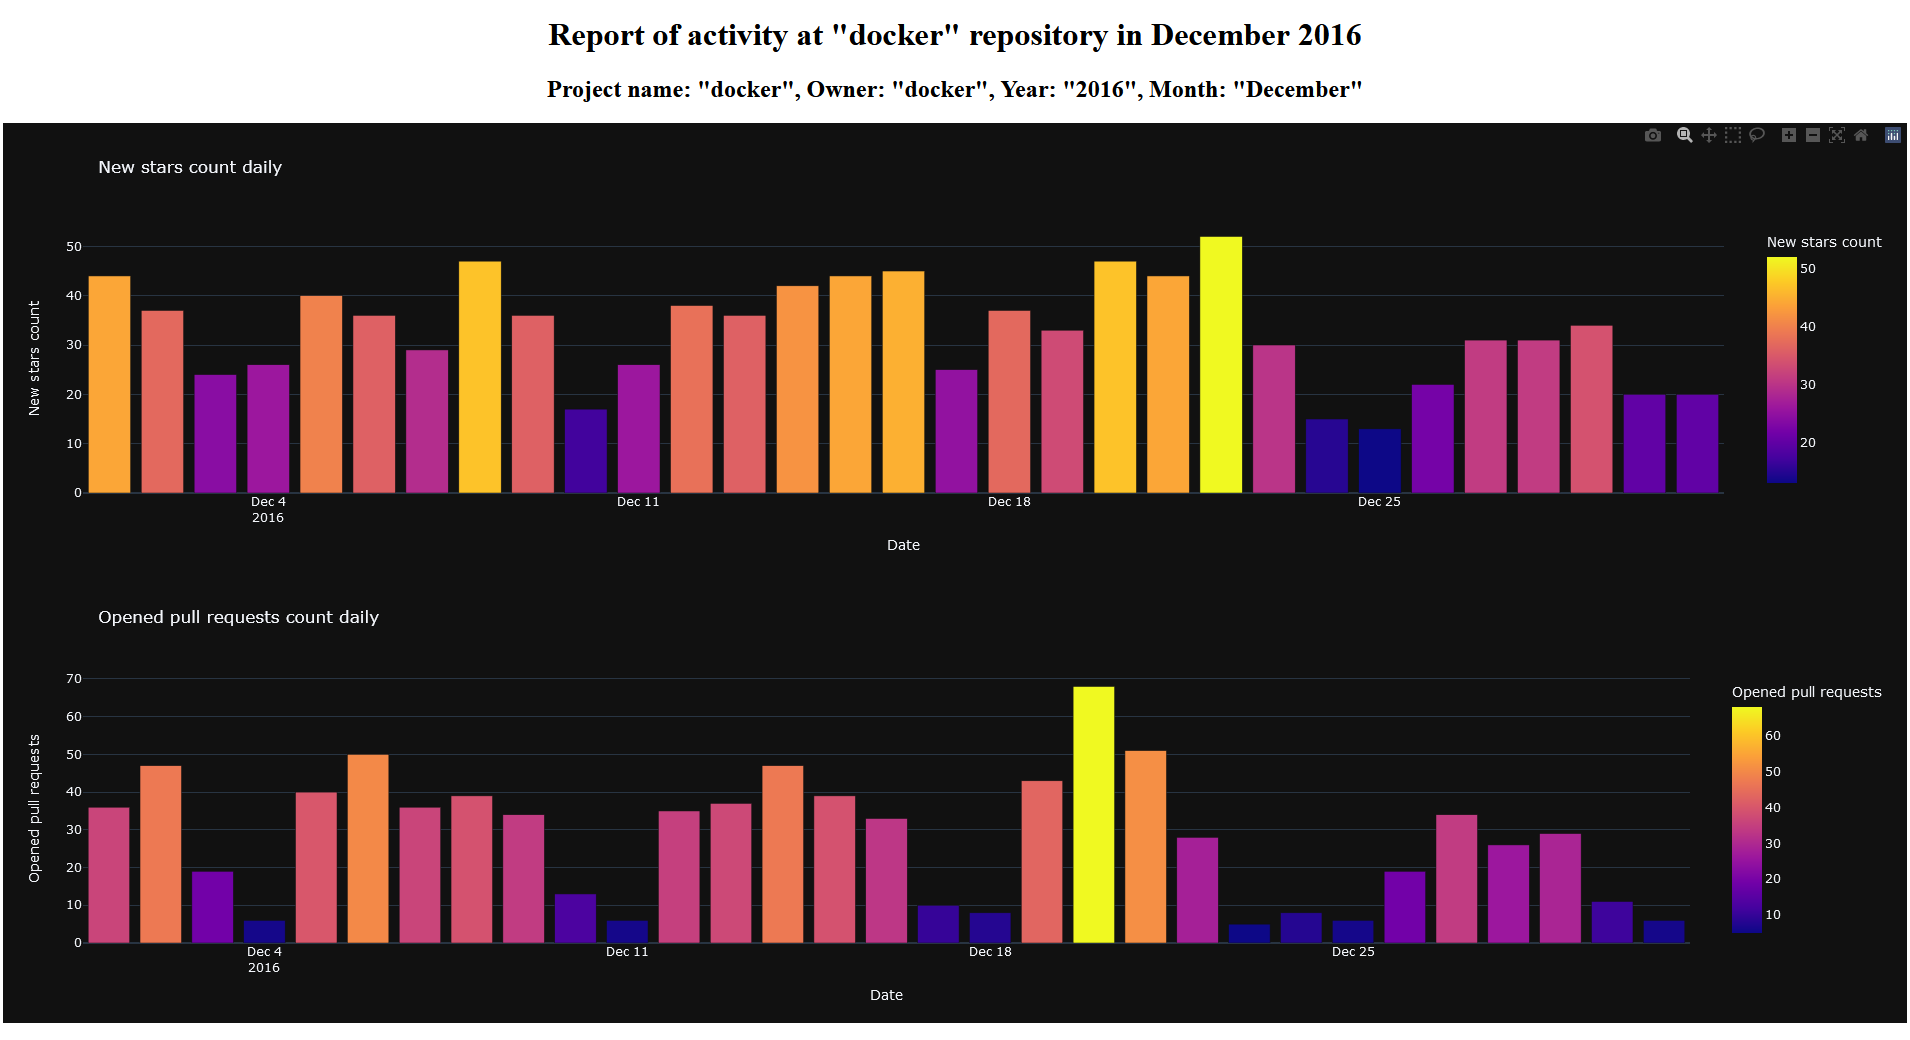 Report of activity at "docker" repository in December 2016
Project name: "docker", Owner: "docker", Year: "2016", Month: "December"
New stars count daily
New stars count
50
40
30
20
10
0
Dec 4
2016
Dec 11
Dec 18
Dec 25
Date
New stars count
50
40
30
20
Opened pull requests count daily
Opened pull requests
70
60
50
40
30
20
10
0
Dec 4
2016
Dec 11
Dec 18
Dec 25
Date
Opened pull requests
60
50
40
30
20
10